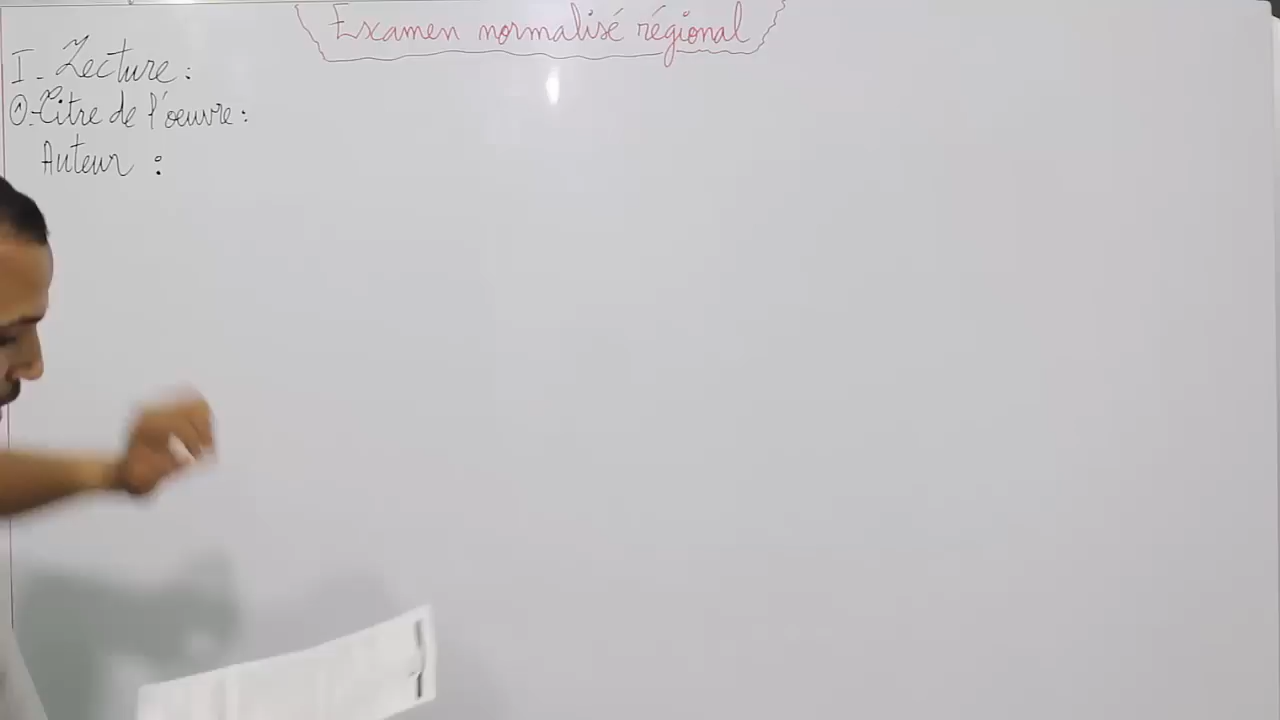 Examen normalisé régional
I - Lecture :
①-Titre de l'oeuvre :
Auteur :